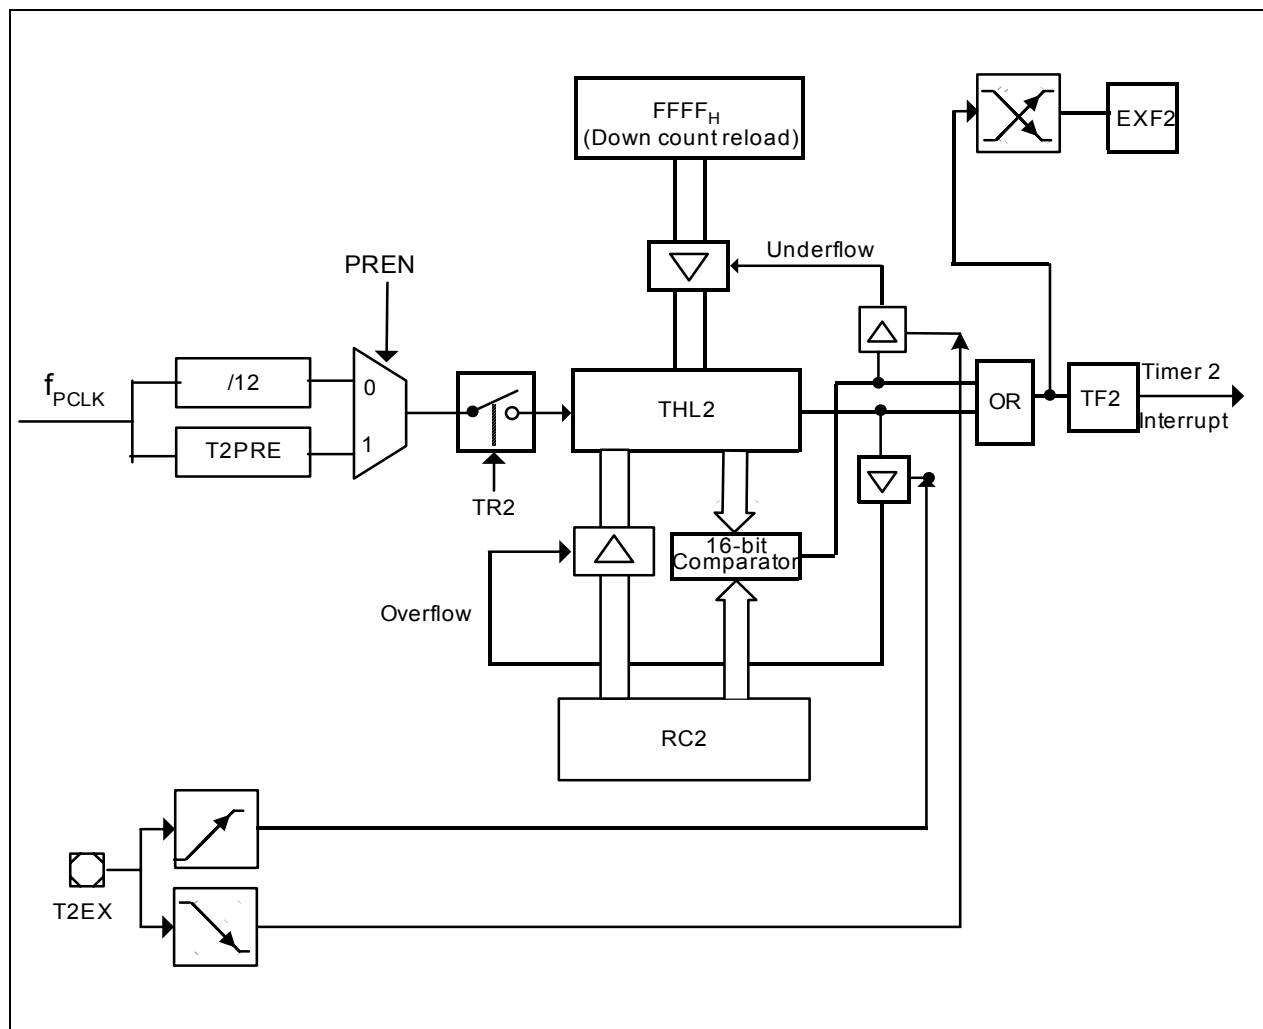 FFFFH
(Down count reload)
EXF2
Underflow
PREN
fPCLK
/12
0
THL2
OR
TF2
Timer 2
Interrupt
T2PRE
1
TR2
16-bit
Comparator
Overflow
RC2
T2EX